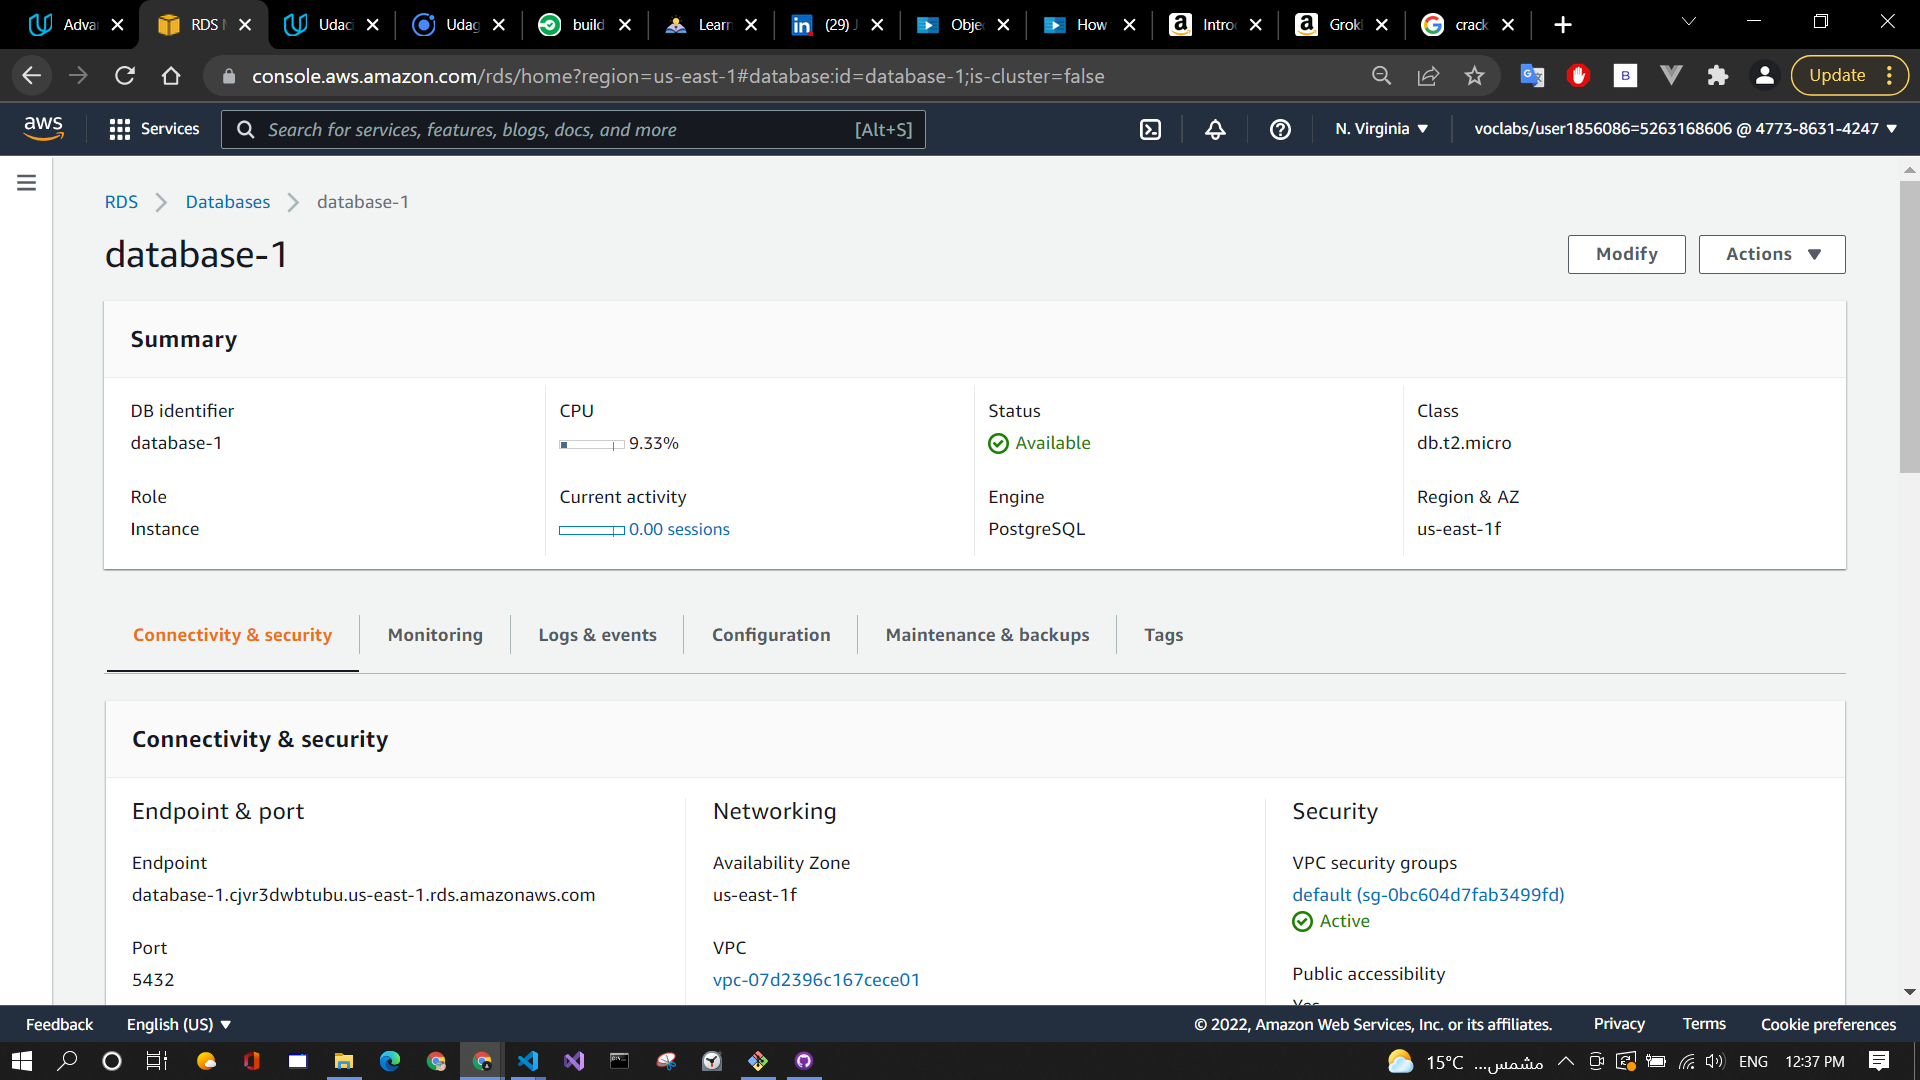 Adva
RDS
Udaci
Udag
build
Learn
(29) J
Obje
How
Intro
Grok
crack
console.aws.amazon.com/rds/home?region=us-east-1#database:id=database-1;is-cluster=false
Update
aws
Services
Search for services, features, blogs, docs, and more
[Alt+S]
N. Virginia
voclabs/user1856086=5263168606 @ 4773-8631-4247
RDS
Databases
database-1
database-1
Modify
Actions
Summary
DB identifier
database-1
CPU
9.33%
Status
Available
Class
db.t2.micro
Role
Instance
Current activity
0.00 sessions
Engine
PostgreSQL
Region & AZ
us-east-1f
Connectivity & security
Monitoring
Logs & events
Configuration
Maintenance & backups
Tags
Connectivity & security
Endpoint & port
Endpoint
database-1.cjvr3dwbtubu.us-east-1.rds.amazonaws.com
Port
5432
Networking
Availability Zone
us-east-1f
VPC
vpc-07d2396c167cece01
Security
VPC security groups
default (sg-0bc604d7fab3499fd)
Active
Public accessibility
Yes
Feedback
English (US)
© 2022, Amazon Web Services, Inc. or its affiliates.
Privacy
Terms
Cookie preferences
15°C
مشمس...
ENG
12:37 PM